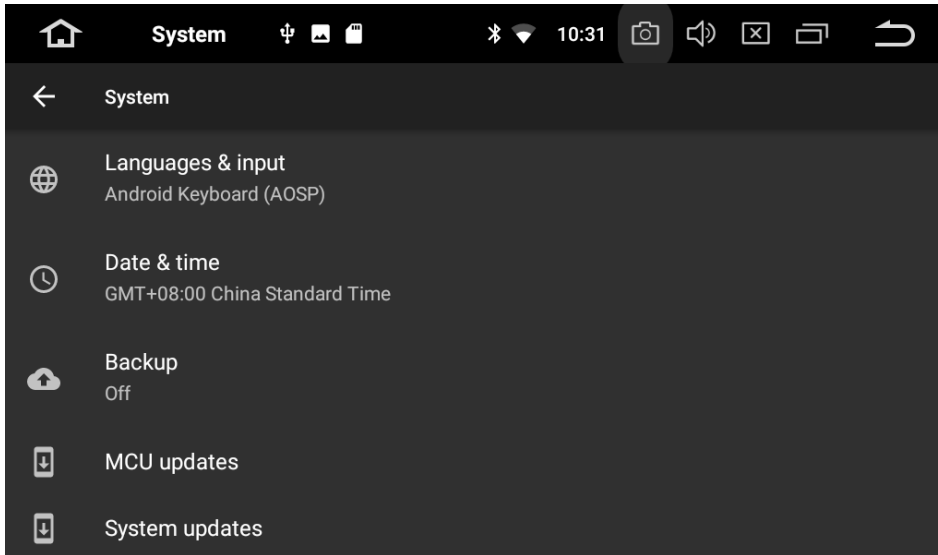 System
10:31
System
Languages & input
Android Keyboard (AOSP)
Date & time
GMT+08:00 China Standard Time
Backup
Off
MCU updates
System updates